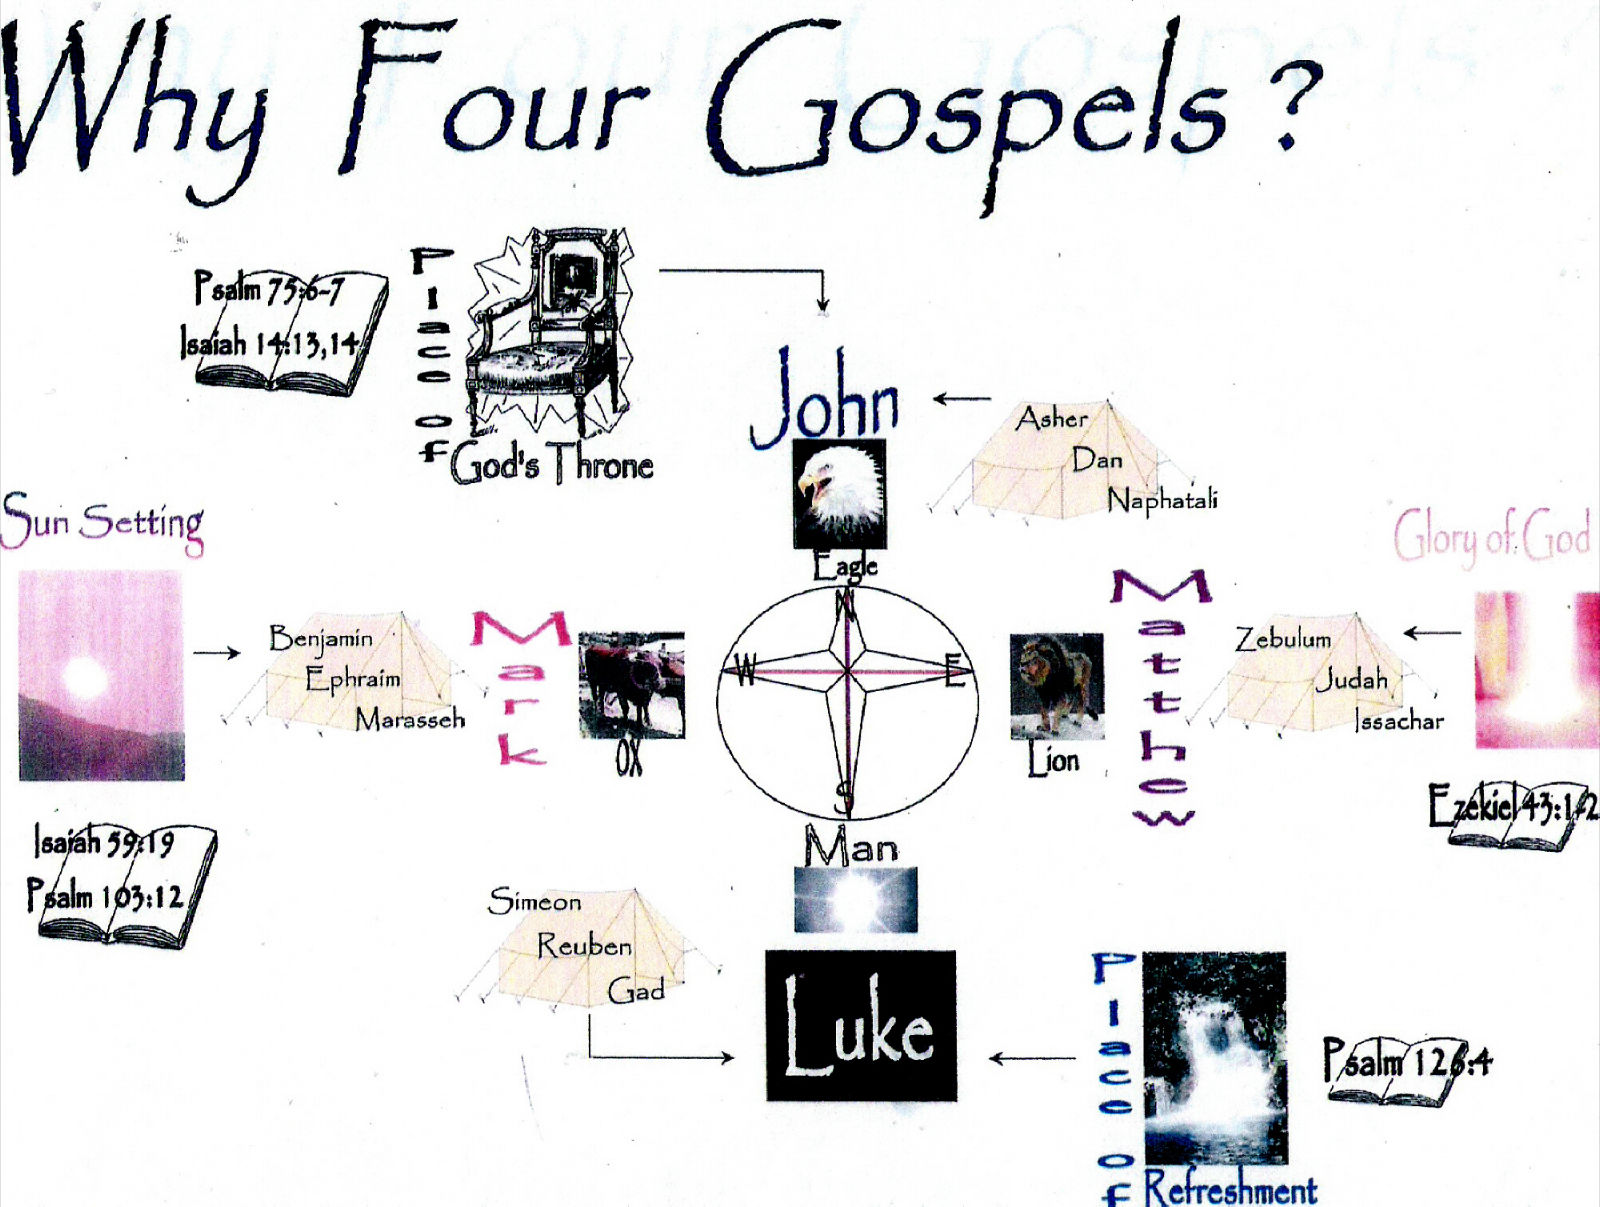 Why Four Gospels?
Psalm 75:6-7
Isaiah 14:13,14
Place of
God's Throne
John
Eagle
Asher
Dan
Naphatali
Sun Setting
Benjamin
Ephraim
Marasseh
Mark
OX
N
W
E
S
Lion
Matthew
Zebulum
Judah
Issachar
Glory of God
Ezekiel 43:1-2
Isaiah 59:19
Psalm 103:12
Man
Simeon
Reuben
Gad
Luke
Place of
Refreshment
Psalm 126:4